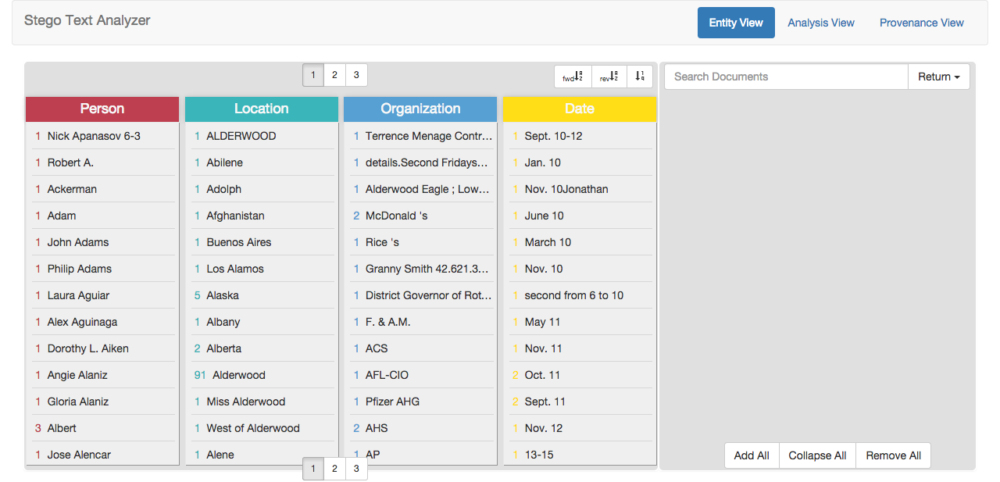 Stego Text Analyzer
Entity View
Analysis View
Provenance View
1 2 3
fwd
rev
Search Documents
Return
Person
1 Nick Apanasov 6-3
1 Robert A.
1 Ackerman
1 Adam
1 John Adams
1 Philip Adams
1 Laura Aguiar
1 Alex Aguinaga
1 Dorothy L. Aiken
1 Angie Alaniz
1 Gloria Alaniz
3 Albert
1 Jose Alencar
Location
1 ALDERWOOD
1 Abilene
1 Adolph
1 Afghanistan
1 Buenos Aires
1 Los Alamos
5 Alaska
1 Albany
2 Alberta
91 Alderwood
1 Miss Alderwood
1 West of Alderwood
1 Alene
Organization
1 Terrence Menage Contr...
1 details.Second Fridays...
1 Alderwood Eagle ; Low...
2 McDonald 's
1 Rice 's
1 Granny Smith 42.621.3...
1 District Governor of Rot...
1 F. & A.M.
1 ACS
1 AFL-CIO
1 Pfizer AHG
2 AHS
1 AP
Date
1 Sept. 10-12
1 Jan. 10
1 Nov. 10Jonathan
1 June 10
1 March 10
1 Nov. 10
1 second from 6 to 10
1 May 11
1 Nov. 11
2 Oct. 11
2 Sept. 11
1 Nov. 12
1 13-15
1 2 3
Add All
Collapse All
Remove All